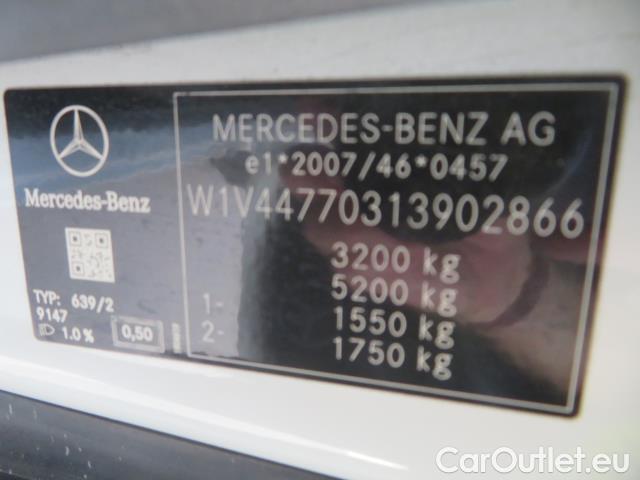 MERCEDES-BENZ AG
e1*2007/46*0457
W1V44770313902866
3200 kg
5200 kg
1- 1550 kg
2- 1750 kg
Mercedes-Benz
TYP: 639/2
9147
1.0% 0,50
CarOutlet.eu